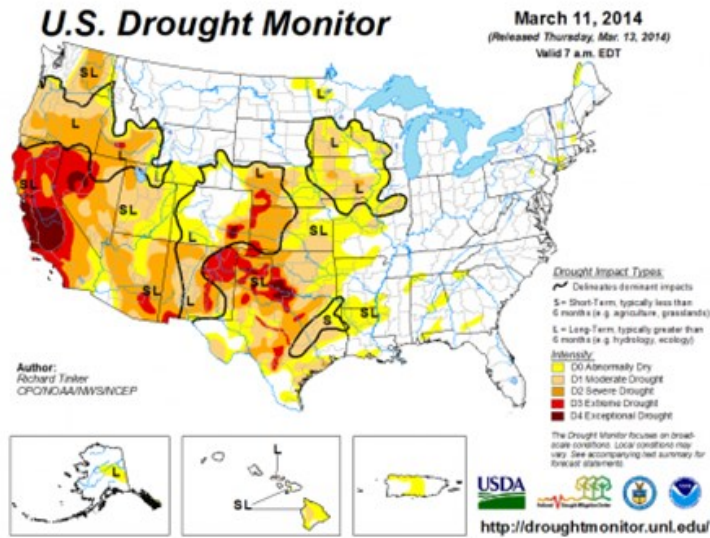 U.S. Drought Monitor
March 11, 2014
(Released Thursday, Mar. 13, 2014)
Valid 7 a.m. EDT
SL
L
L
L
L
SL
L
L
SL
L
SL
L
SL
S
SL
Author:
Richard Tinker
CPC/NOAA/NWS/NCEP
Drought Impact Types:
Delineates dominant impacts
S = Short-Term, typically less than
6 months (e.g. agriculture, grasslands)
L = Long-Term, typically greater than
6 months (e.g. hydrology, ecology)
Intensity:
D0 Abnormally Dry
D1 Moderate Drought
D2 Severe Drought
D3 Extreme Drought
D4 Exceptional Drought
The Drought Monitor focuses on broad-
scale conditions. Local conditions may
vary. See accompanying text summary for
forecast statements.
L
L
SL
USDA
National Drought Mitigation Center
http://droughtmonitor.unl.edu/